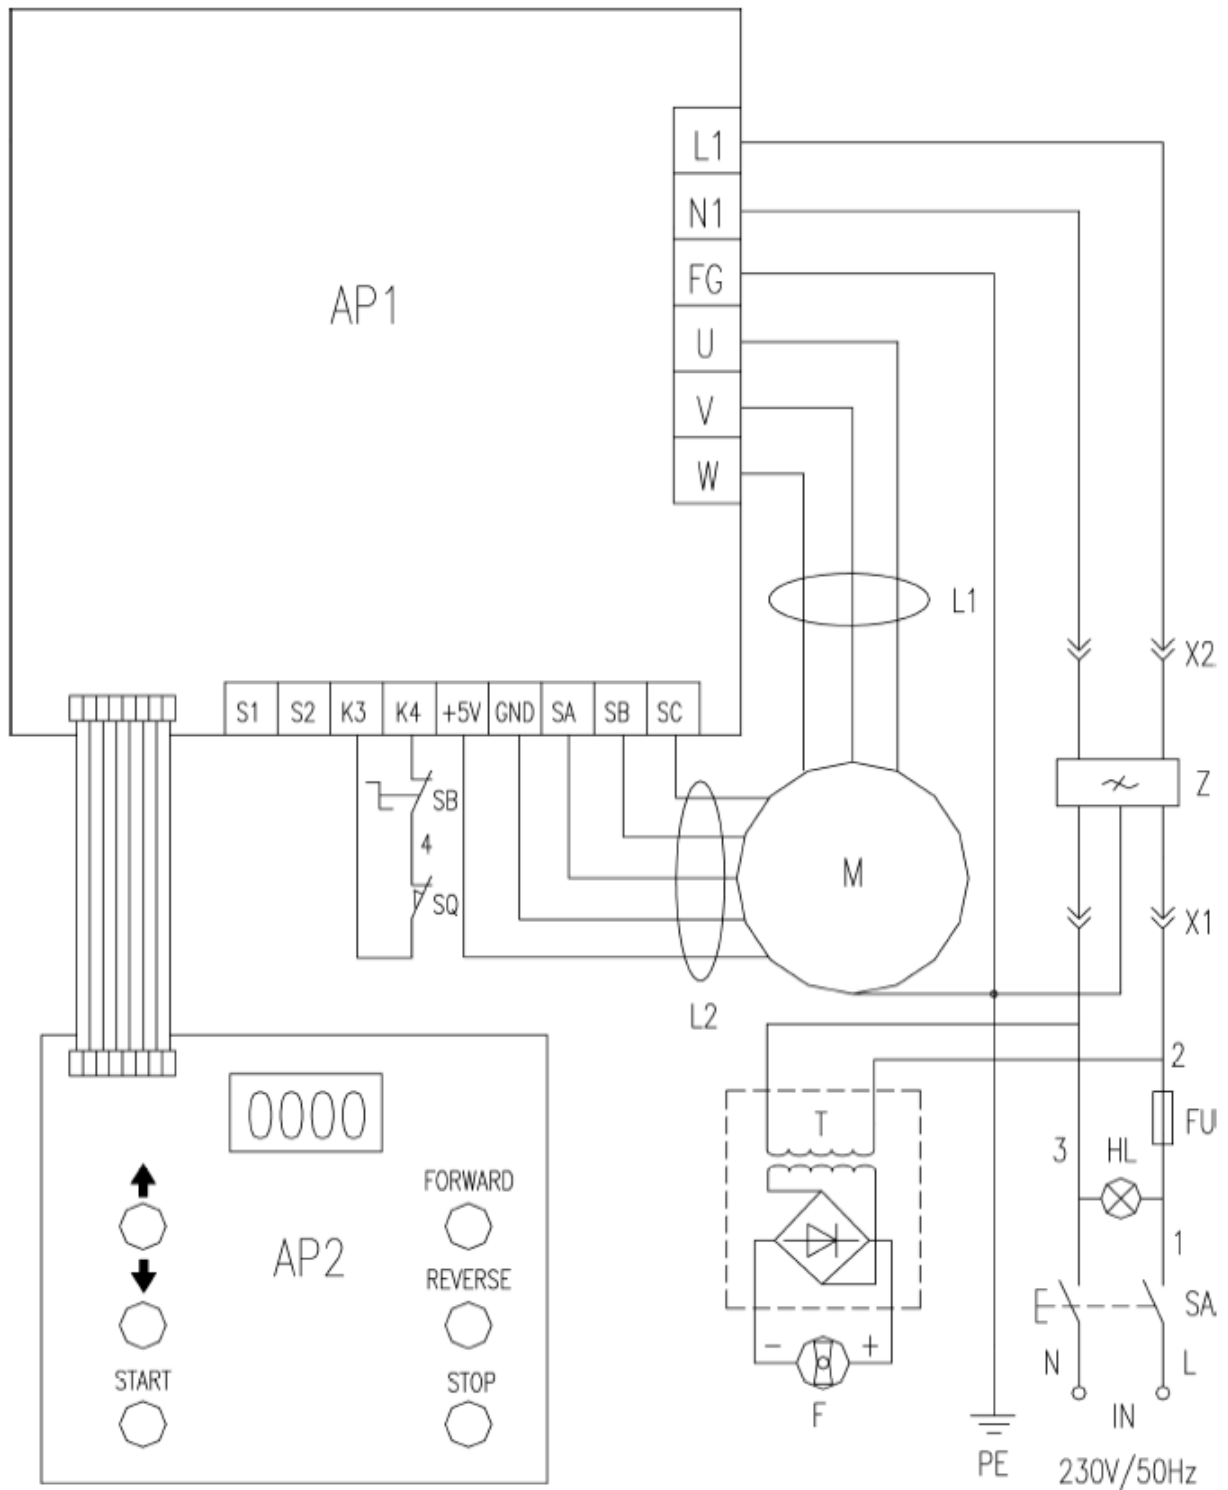 L1
N1
FG
AP1
U
V
W
L1
X2
S1 S2 K3 K4 +5V GND SA SB SC
Z
SB
4
M
SQ
X1
L2
2
0000
T
FU
3
HL
FORWARD
1
AP2
REVERSE
SA
- +
N
L
START
STOP
F
IN
PE
230V/50Hz